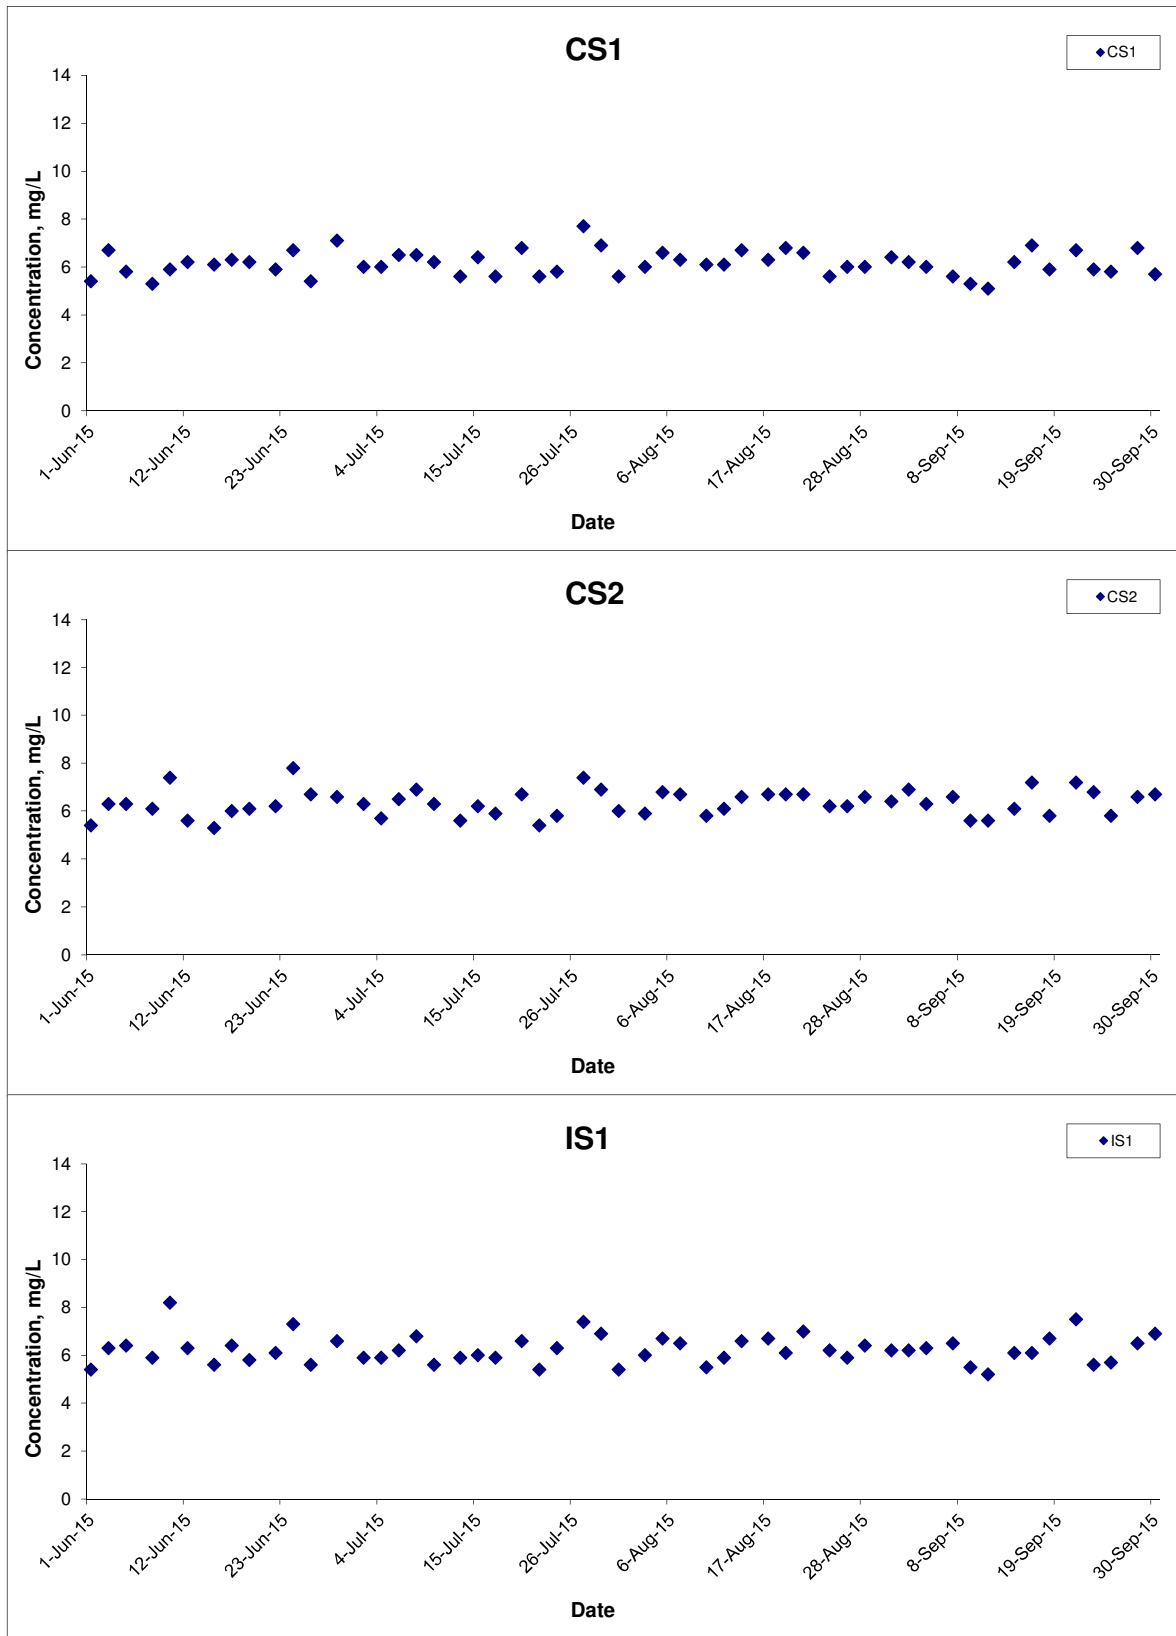 CS1
CS1
14
12
10
8
6
4
2
0
Concentration, mg/L
1-Jun-15
12-Jun-15
23-Jun-15
4-Jul-15
15-Jul-15
26-Jul-15
6-Aug-15
17-Aug-15
28-Aug-15
8-Sep-15
19-Sep-15
30-Sep-15
Date
CS2
CS2
14
12
10
8
6
4
2
0
Concentration, mg/L
1-Jun-15
12-Jun-15
23-Jun-15
4-Jul-15
15-Jul-15
26-Jul-15
6-Aug-15
17-Aug-15
28-Aug-15
8-Sep-15
19-Sep-15
30-Sep-15
Date
IS1
IS1
14
12
10
8
6
4
2
0
Concentration, mg/L
1-Jun-15
12-Jun-15
23-Jun-15
4-Jul-15
15-Jul-15
26-Jul-15
6-Aug-15
17-Aug-15
28-Aug-15
8-Sep-15
19-Sep-15
30-Sep-15
Date